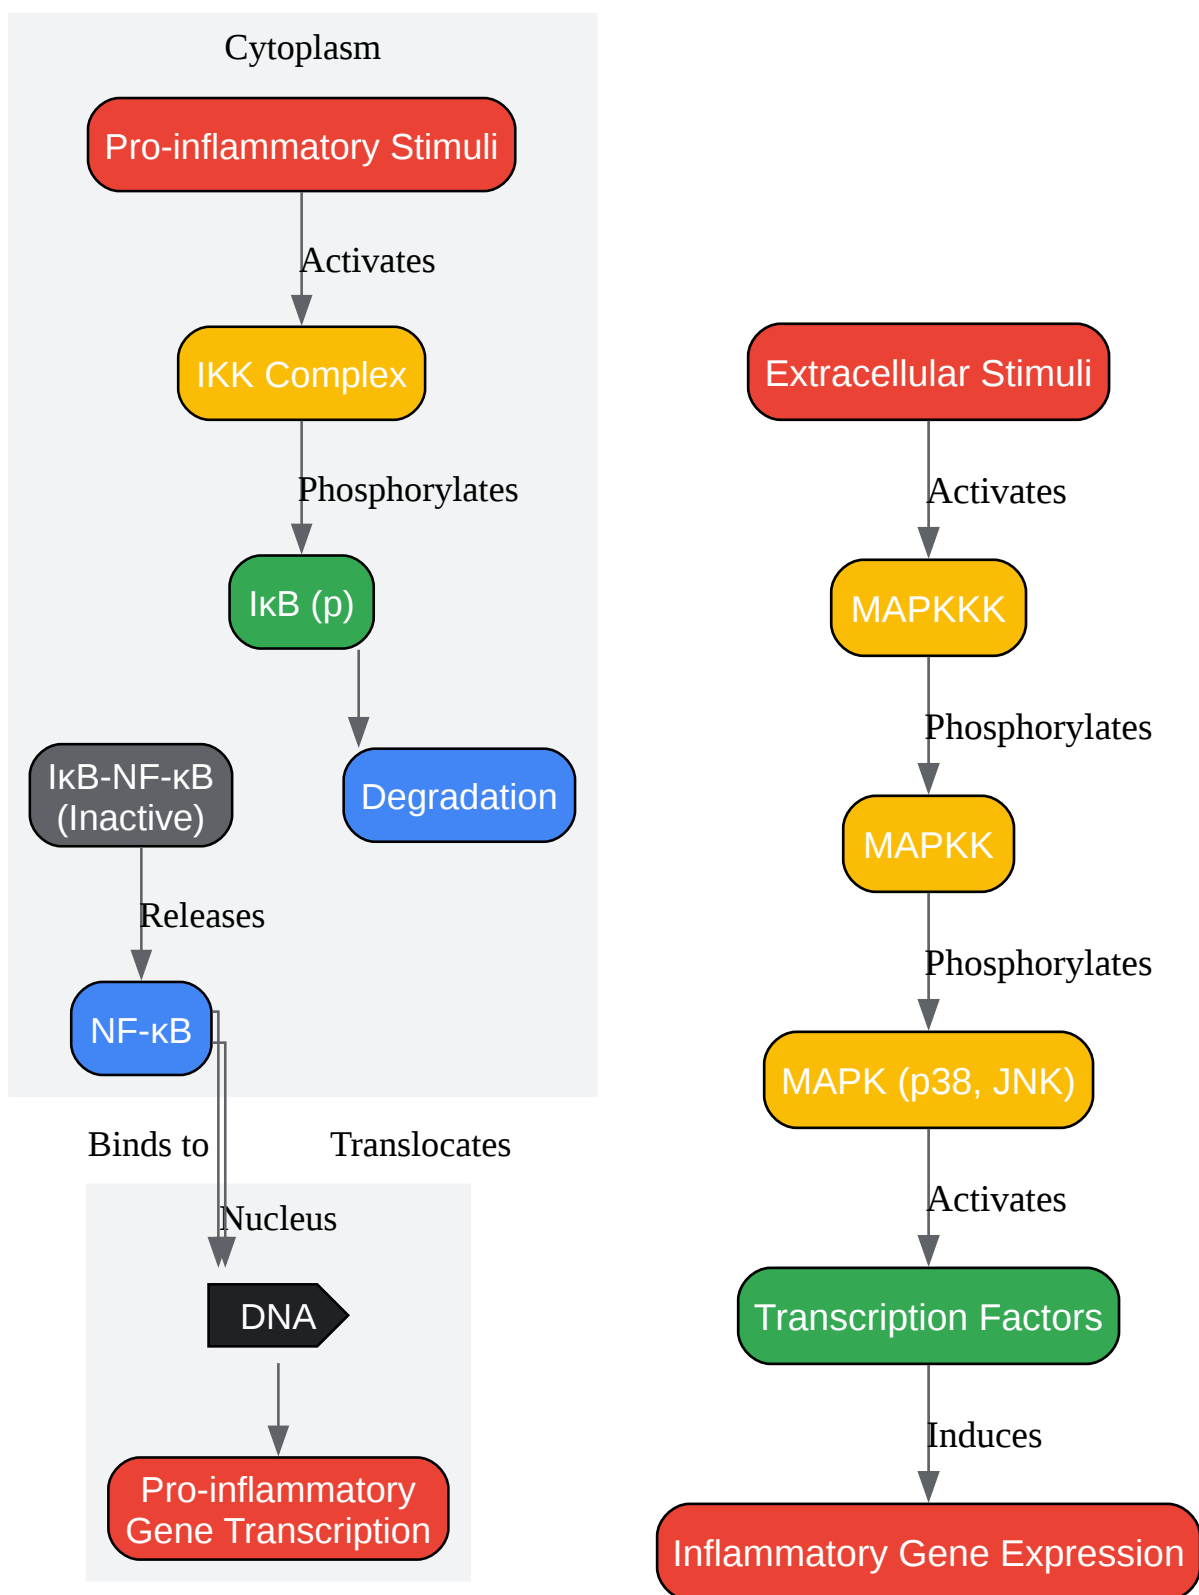 Cytoplasm
Pro-inflammatory Stimuli
Activates
IKK Complex
Phosphorylates
IκB (p)
IκB-NF-κB
(Inactive)
Degradation
Releases
NF-κB
Binds to
Translocates
Nucleus
DNA
Pro-inflammatory
Gene Transcription
Extracellular Stimuli
Activates
MAPKKK
Phosphorylates
MAPKK
Phosphorylates
MAPK (p38, JNK)
Activates
Transcription Factors
Induces
Inflammatory Gene Expression